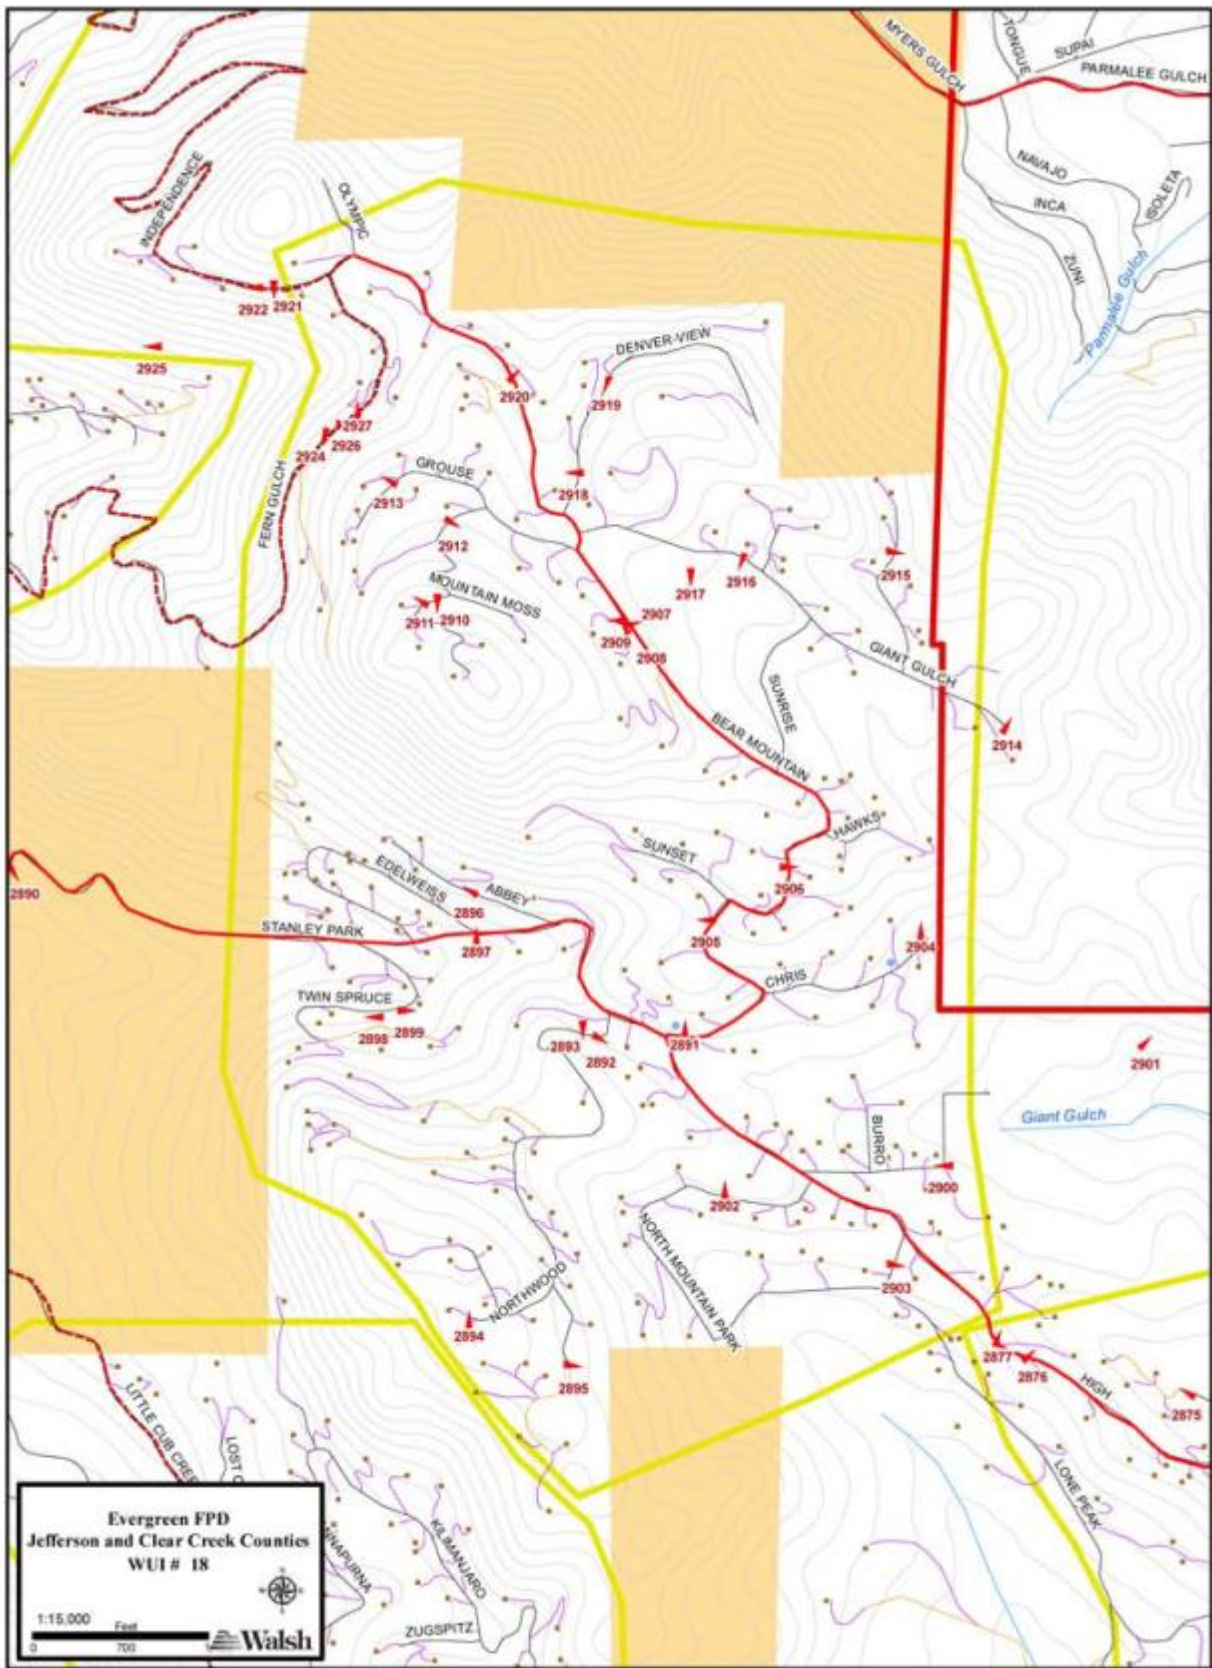 MYERS GULCH
TONGUE
SUPAI
PARMALEE GULCH
NAVAJO
ISOLETA
INCA
ZUNI
Parmalee Gulch
INDEPENDENCE
OLYMPIC
2922
2921
2925
DENVER VIEW
2920
2919
2927
2926
2924
FERN GULCH
GROUSE
2918
2913
2912
2916
2915
2917
MOUNTAIN MOSS
2911
2910
2907
2909
2908
GIANT GULCH
SUNRISE
2914
BEAR MOUNTAIN
HAWKS
SUNSET
2906
EDELWEISS
ABBEY
2890
2896
STANLEY PARK
2897
2905
2904
CHRIS
TWIN SPRUCE
2898
2899
2893
2892
2891
2901
Giant Gulch
BURRO
2900
2902
NORTH MOUNTAIN PARK
2903
NORTHWOOD
2894
2895
2877
2876
HIGH
2875
LITTLE CUB CREE
LOST C
LONE PEAK
KILIMANJARO
NNAPURNA
ZUGSPITZ
Evergreen FPD
Jefferson and Clear Creek Counties
WUI # 18
1:15,000
Feet
0 700
Walsh